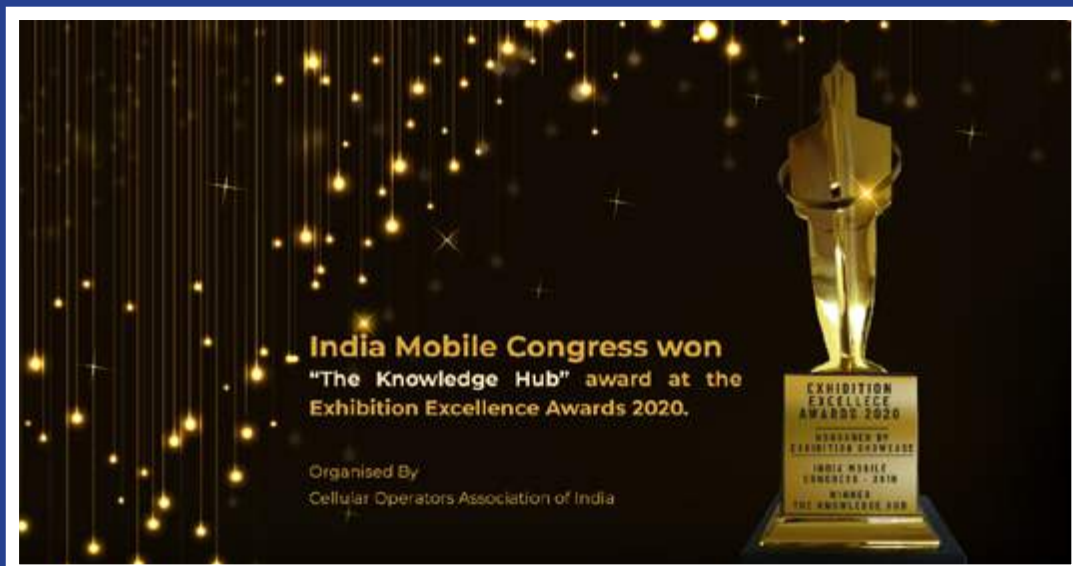 India Mobile Congress won
“The Knowledge Hub” award at the
Exhibition Excellence Awards 2020.
Organised By
Cellular Operators Association of India
EXHIBITION
EXCELLECE
AWARDS 2020
HONOURED BY
EXHIBITION SHOWCASE
INDIA MOBILE
CONGRESS - 2019
WINNER
THE KNOWLEDGE HUB